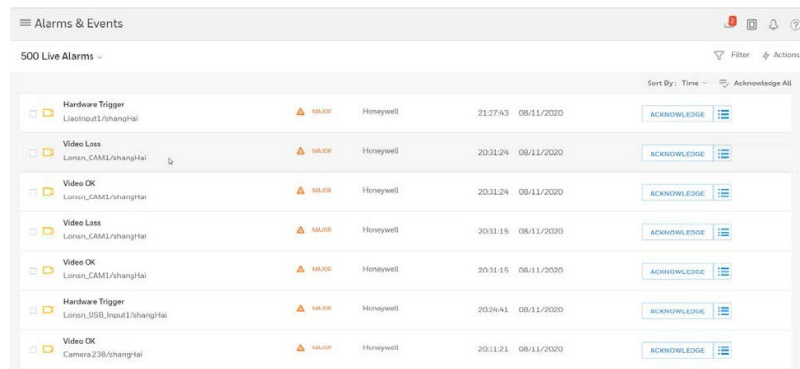 Alarms & Events
2
500 Live Alarms
Filter Actions
Sort By: Time Acknowledge All
Hardware Trigger
LiaoInput1/shangHai
MAJOR Honeywell 21:27:43 08/11/2020 ACKNOWLEDGE
Video Loss
Lonsn_CAM1/shangHai
MAJOR Honeywell 20:31:24 08/11/2020 ACKNOWLEDGE
Video OK
Lonsn_CAM1/shangHai
MAJOR Honeywell 20:31:24 08/11/2020 ACKNOWLEDGE
Video Loss
Lonsn_CAM1/shangHai
MAJOR Honeywell 20:31:15 08/11/2020 ACKNOWLEDGE
Video OK
Lonsn_CAM1/shangHai
MAJOR Honeywell 20:31:15 08/11/2020 ACKNOWLEDGE
Hardware Trigger
Lonsn_USB_Input1/shangHai
MAJOR Honeywell 20:24:41 08/11/2020 ACKNOWLEDGE
Video OK
Camera 238/shangHai
MAJOR Honeywell 20:11:21 08/11/2020 ACKNOWLEDGE